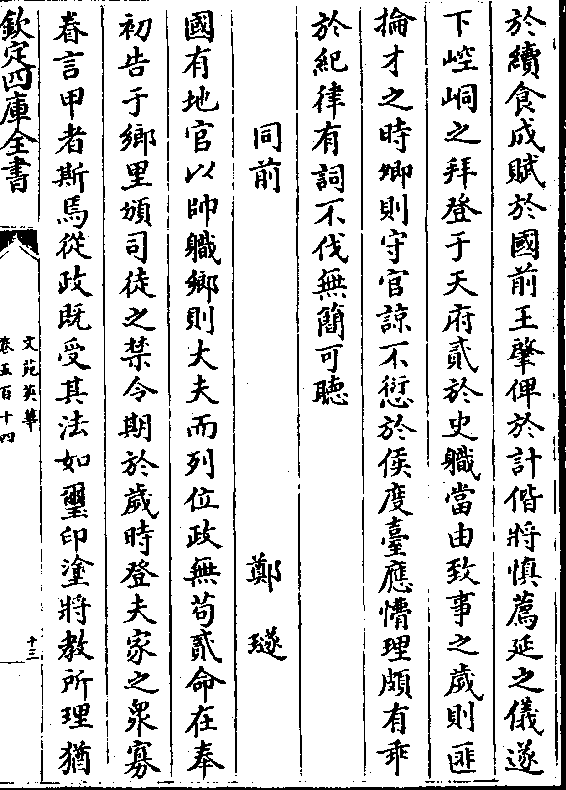 於續食成賦於國前王肇俾於計偕將慎薦延之儀遂
下崆峒之拜登于天府貳於史職當由致事之歲則匪
掄才之時卿則守官諒不愆於侯度臺應懵理頗有乖
於紀律有詞不伐無簡可聽
同前 鄭璲
國有地官以帥職鄉則大夫而列位政無苟貳命在奉
初告于鄉里頒司徒之禁令期於歲時登夫家之衆寡
眷言甲者斯焉從政既受其法如璽印塗將教所理猶
欽定四庫全書
文苑英華
卷五百十四
十三